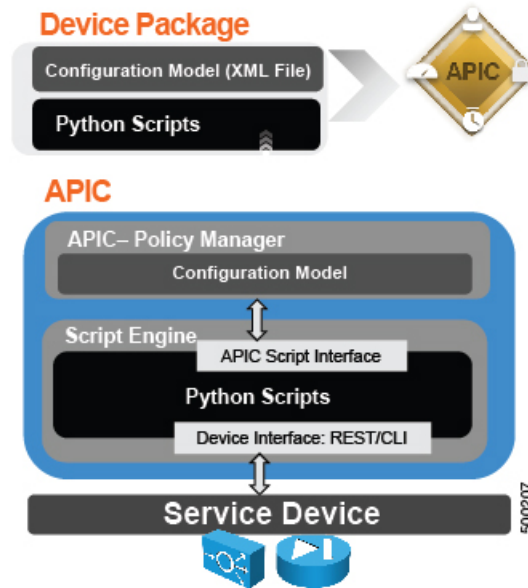 Device Package
Configuration Model (XML File)
Python Scripts
APIC
APIC
APIC– Policy Manager
Configuration Model
Script Engine
APIC Script Interface
Python Scripts
Device Interface: REST/CLI
Service Device
500207